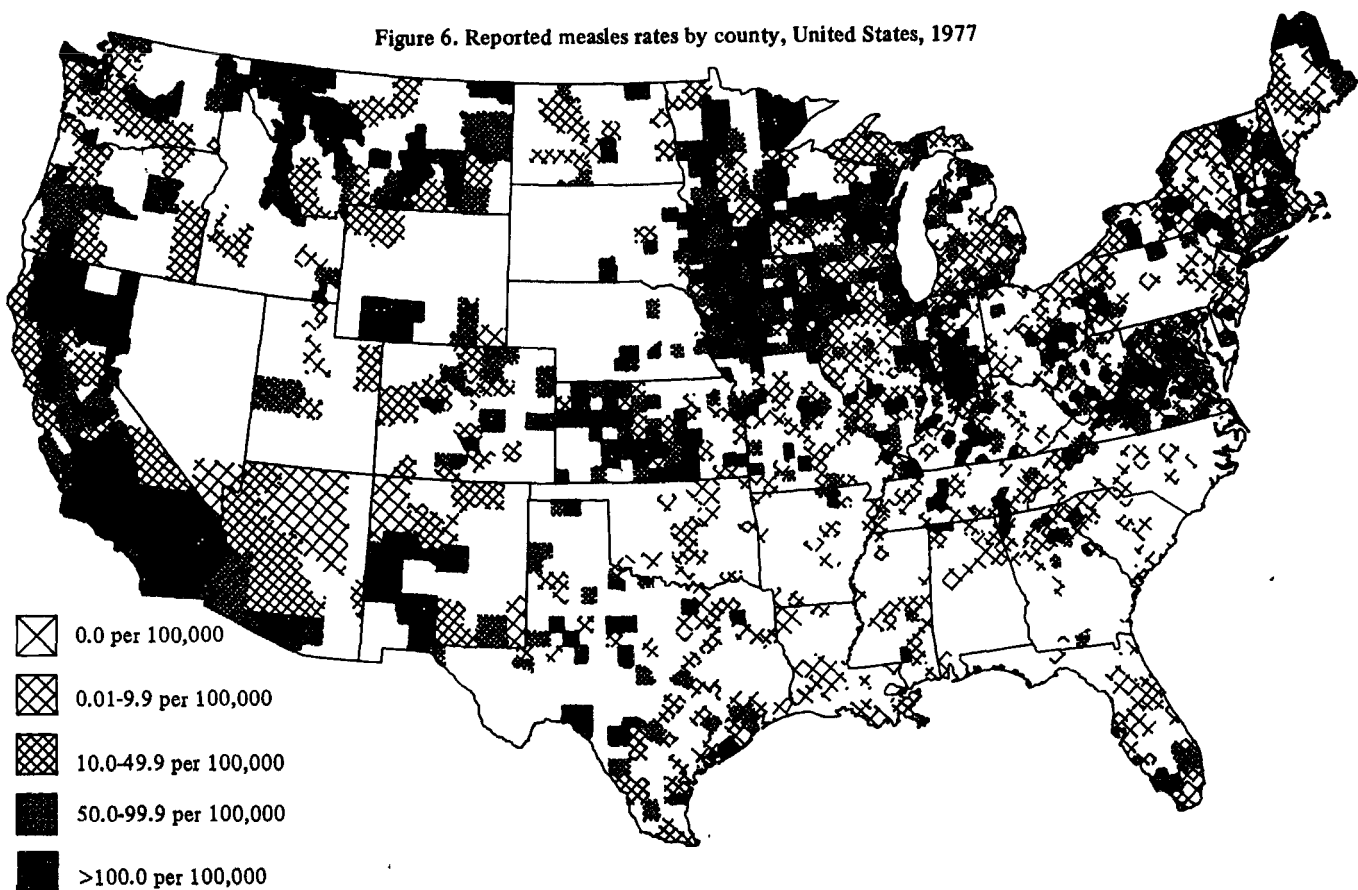 Figure 6. Reported measles rates by county, United States, 1977
0.0 per 100,000
0.01-9.9 per 100,000
10.0-49.9 per 100,000
50.0-99.9 per 100,000
>100.0 per 100,000